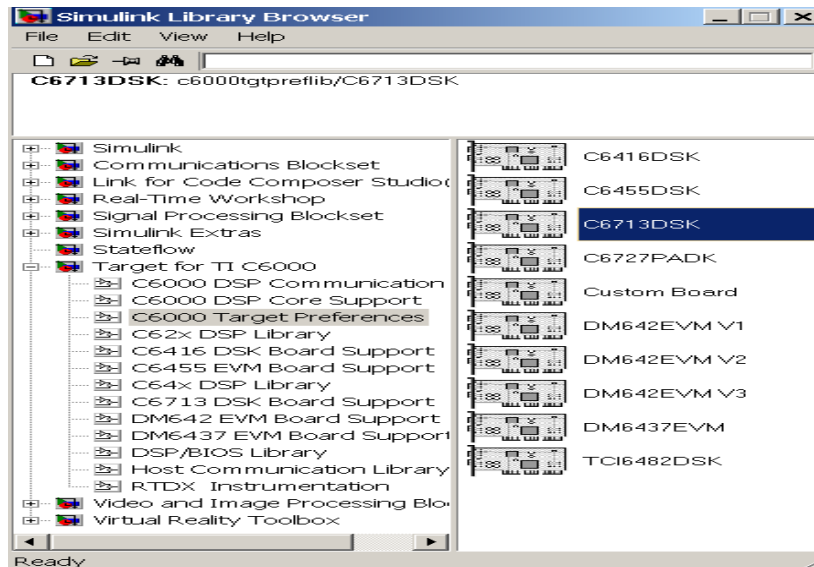 Simulink Library Browser
File Edit View Help
C6713DSK: c6000tgtpreflib/C6713DSK
Simulink
Communications Blockset
Link for Code Composer Studio(
Real-Time Workshop
Signal Processing Blockset
Simulink Extras
Stateflow
Target for TI C6000
C6000 DSP Communication
C6000 DSP Core Support
C6000 Target Preferences
C62x DSP Library
C6416 DSK Board Support
C6455 EVM Board Support
C64x DSP Library
C6713 DSK Board Support
DM642 EVM Board Support
DM6437 EVM Board Support
DSP/BIOS Library
Host Communication Library
RTDX Instrumentation
Video and Image Processing Blo
Virtual Reality Toolbox
C6416DSK
C6455DSK
C6713DSK
C6727PADK
Custom Board
DM642EVM V1
DM642EVM V2
DM642EVM V3
DM6437EVM
TCI6482DSK
Ready